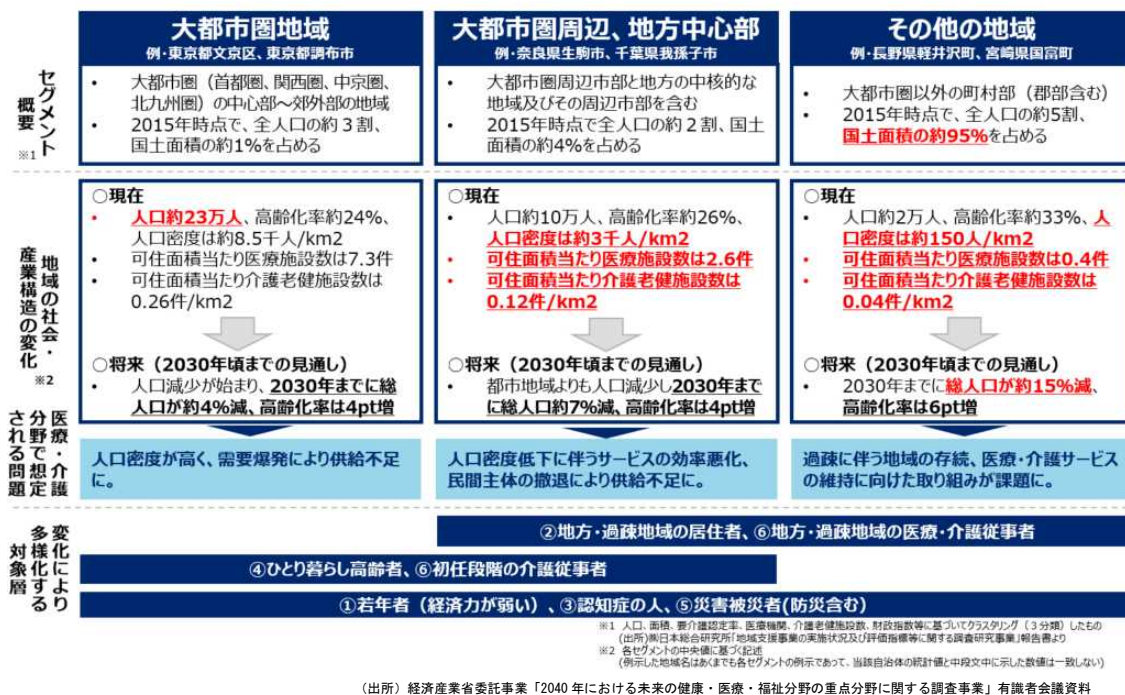 大都市圏地域
例・東京都文京区、東京都調布市
大都市圏周辺、地方中心部
例・奈良県生駒市、千葉県我孫子市
その他の地域
例・長野県軽井沢町、宮崎県国富町
セグメント
概要
※1
• 大都市圏（首都圏、関西圏、中京圏、
北九州圏）の中心部～郊外部の地域
• 2015年時点で、全人口の約３割、
国土面積の約1%を占める
• 大都市圏周辺市部と地方の中核的な
地域及びその周辺市部を含む
• 2015年時点で全人口の約２割、国土
面積の約4%を占める
• 大都市圏以外の町村部（郡部含む）
• 2015年時点で、全人口の約5割、
国土面積の約95%を占める
地域の社会・
産業構造の変化
※2
○現在
• 人口約23万人、高齢化率約24%、
人口密度は約8.5千人/km2
• 可住面積当たり医療施設数は7.3件
• 可住面積当たり介護老健施設数は
0.26件/km2
○将来（2030年頃までの見通し）
• 人口減少が始まり、2030年までに総
人口が約4%減、高齢化率は4pt増
○現在
• 人口約10万人、高齢化率約26%、
人口密度は約3千人/km2
• 可住面積当たり医療施設数は2.6件
• 可住面積当たり介護老健施設数は
0.12件/km2
○将来（2030年頃までの見通し）
• 都市地域よりも人口減少し2030年まで
に総人口約7%減、高齢化率は4pt増
○現在
• 人口約2万人、高齢化率約33%、人
口密度は約150人/km2
• 可住面積当たり医療施設数は0.4件
• 可住面積当たり介護老健施設数は
0.04件/km2
○将来（2030年頃までの見通し）
• 2030年までに総人口が約15%減、
高齢化率は6pt増
医療・介護
分野で想定
される問題
人口密度が高く、需要爆発により供給不足
に。
人口密度低下に伴うサービスの効率悪化、
民間主体の撤退により供給不足に。
過疎に伴う地域の存続、医療・介護サービス
の維持に向けた取り組みが課題に。
変化により
多様化する
対象層
②地方・過疎地域の居住者、⑥地方・過疎地域の医療・介護従事者
④ひとり暮らし高齢者、⑥初任段階の介護従事者
①若年者（経済力が弱い）、③認知症の人、⑤災害被災者(防災含む)
※1 人口、面積、要介護認定率、医療機関、介護老健施設数、財政指数等に基づいてクラスタリング（３分類）したもの
(出所)㈱日本総合研究所「地域支援事業の実施状況及び評価指標等に関する調査研究事業」報告書より
※2 各セグメントの中央値に基づく記述
(例示した地域名はあくまでも各セグメントの例示であって、当該自治体の統計値と中段文中に示した数値は一致しない)
（出所）経済産業省委託事業「2040 年における未来の健康・医療・福祉分野の重点分野に関する調査事業」有識者会議資料